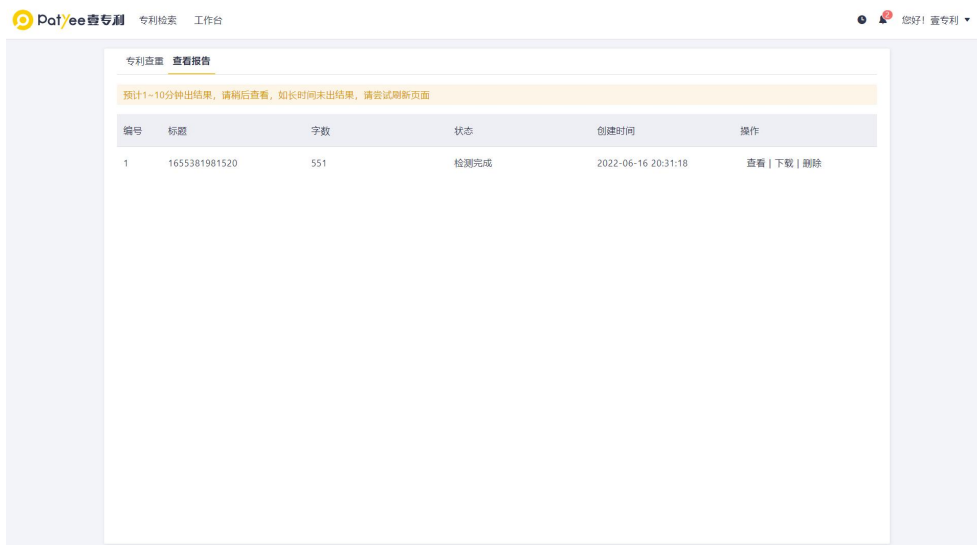 Patyee壹专利 专利检索 工作台 2 您好！壹专利
专利查重 查看报告
预计1~10分钟出结果，请稍后查看，如长时间未出结果，请尝试刷新页面
编号 标题 字数 状态 创建时间 操作
1 1655381981520 551 检测完成 2022-06-16 20:31:18 查看 | 下载 | 删除